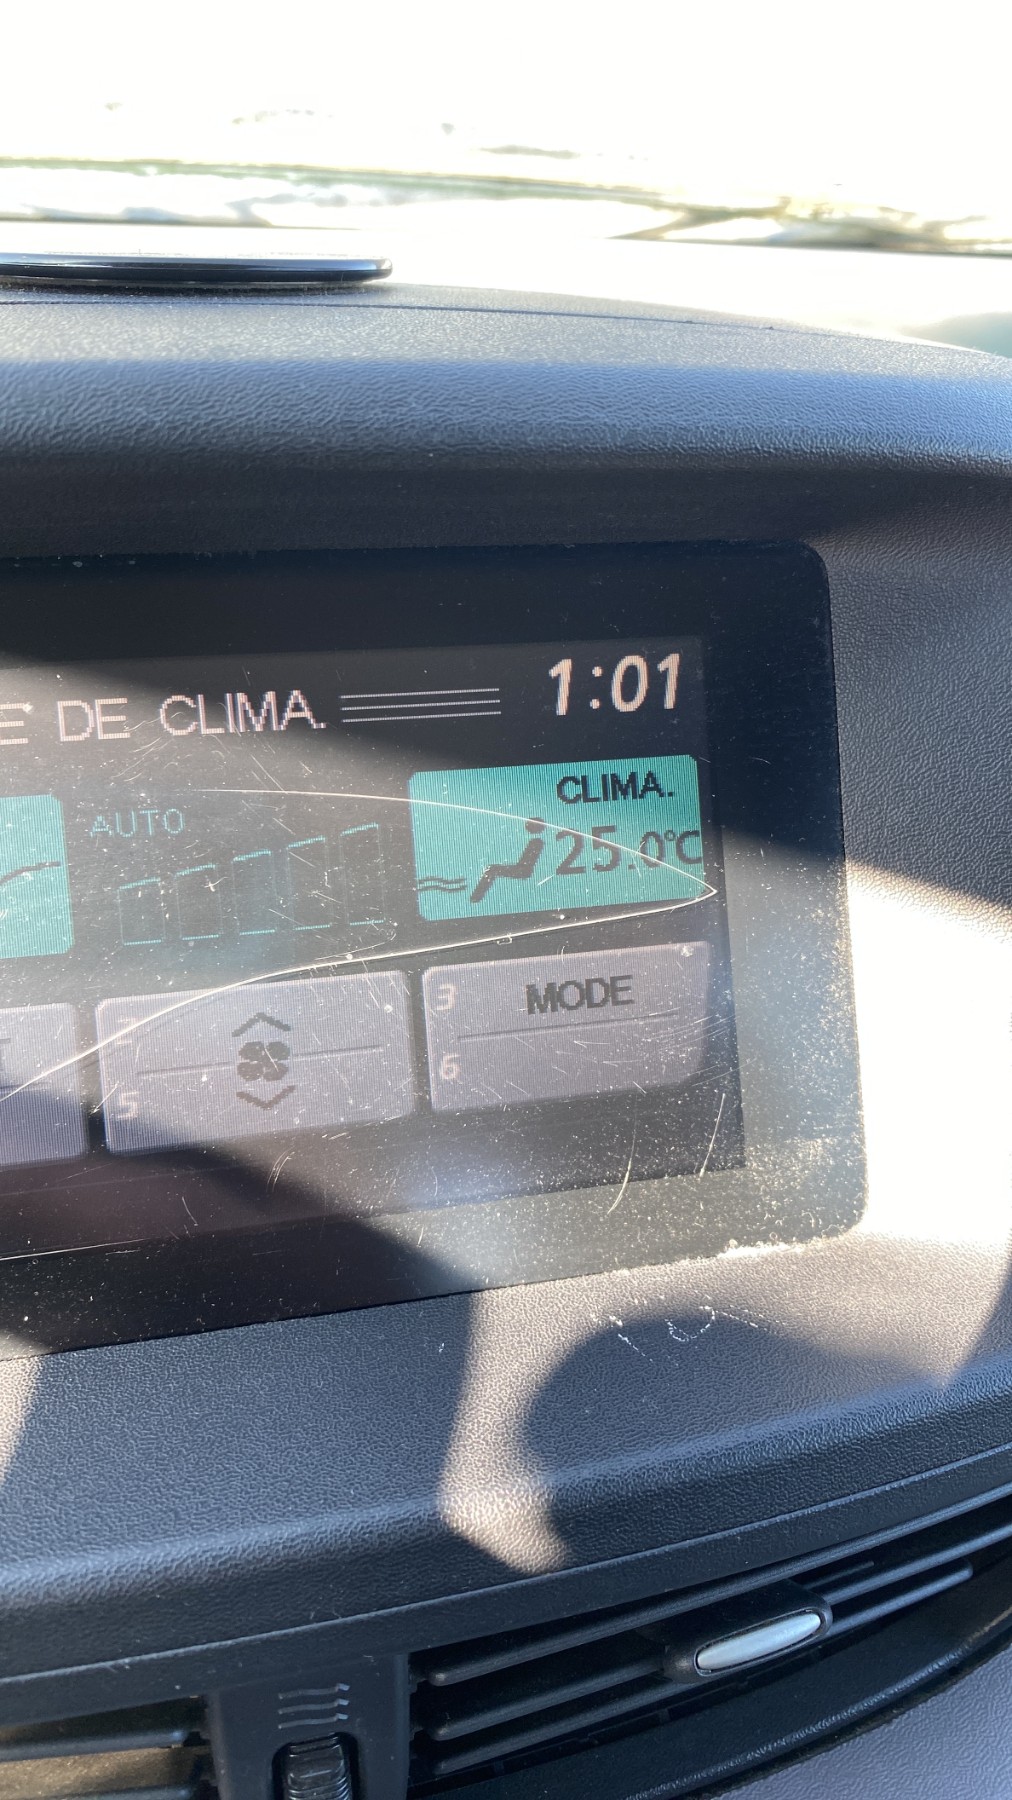 DE CLIMA. 1:01
AUTO
CLIMA.
25.0°C
3 MODE
5
6